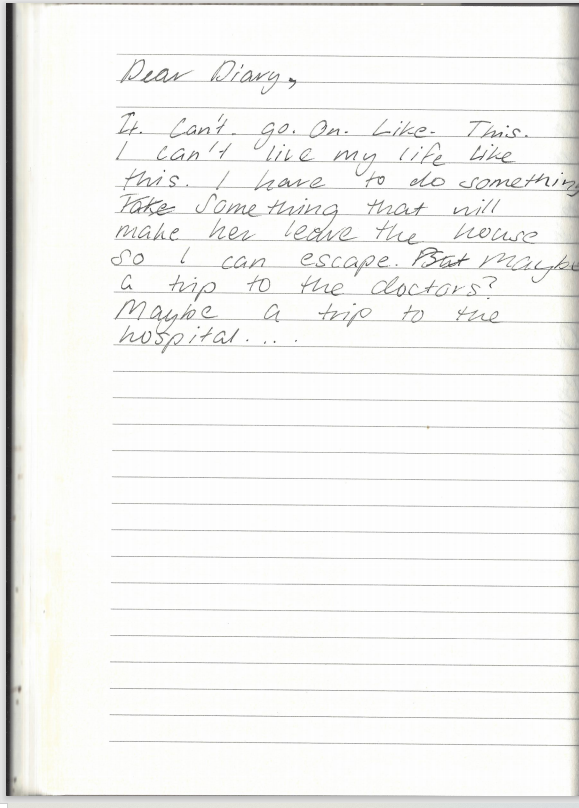 Dear Diary,
It. Can't. go. On. Like. This.
I can't live my life like
this. I have to do something
Take Something that will
make her leave the house
so I can escape. But Maybe
a trip to the doctors?
Maybe a trip to the
hospital....